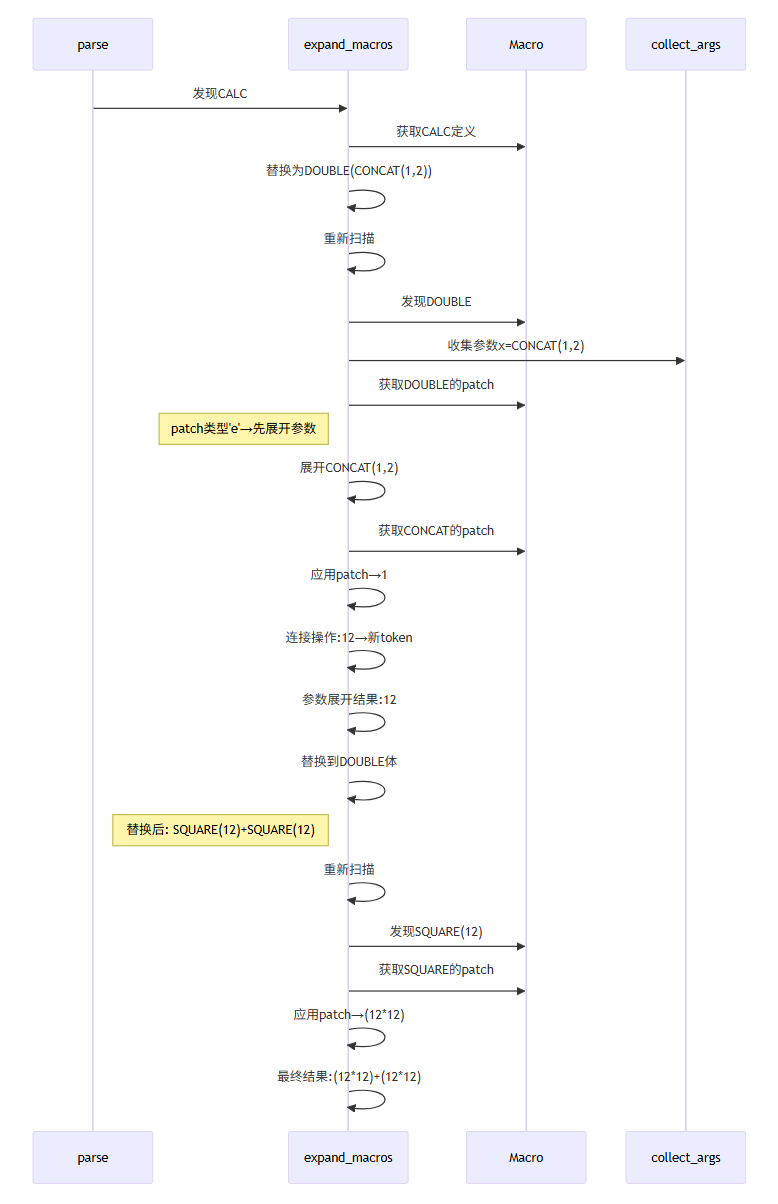 parse
expand_macros
Macro
collect_args
发现CALC
获取CALC定义
替换为DOUBLE(CONCAT(1,2))
重新扫描
发现DOUBLE
收集参数x=CONCAT(1,2)
获取DOUBLE的patch
patch类型'e'→先展开参数
展开CONCAT(1,2)
获取CONCAT的patch
应用patch→1
连接操作:12→新token
参数展开结果:12
替换到DOUBLE体
替换后: SQUARE(12)+SQUARE(12)
重新扫描
发现SQUARE(12)
获取SQUARE的patch
应用patch→(12*12)
最终结果:(12*12)+(12*12)
parse
expand_macros
Macro
collect_args